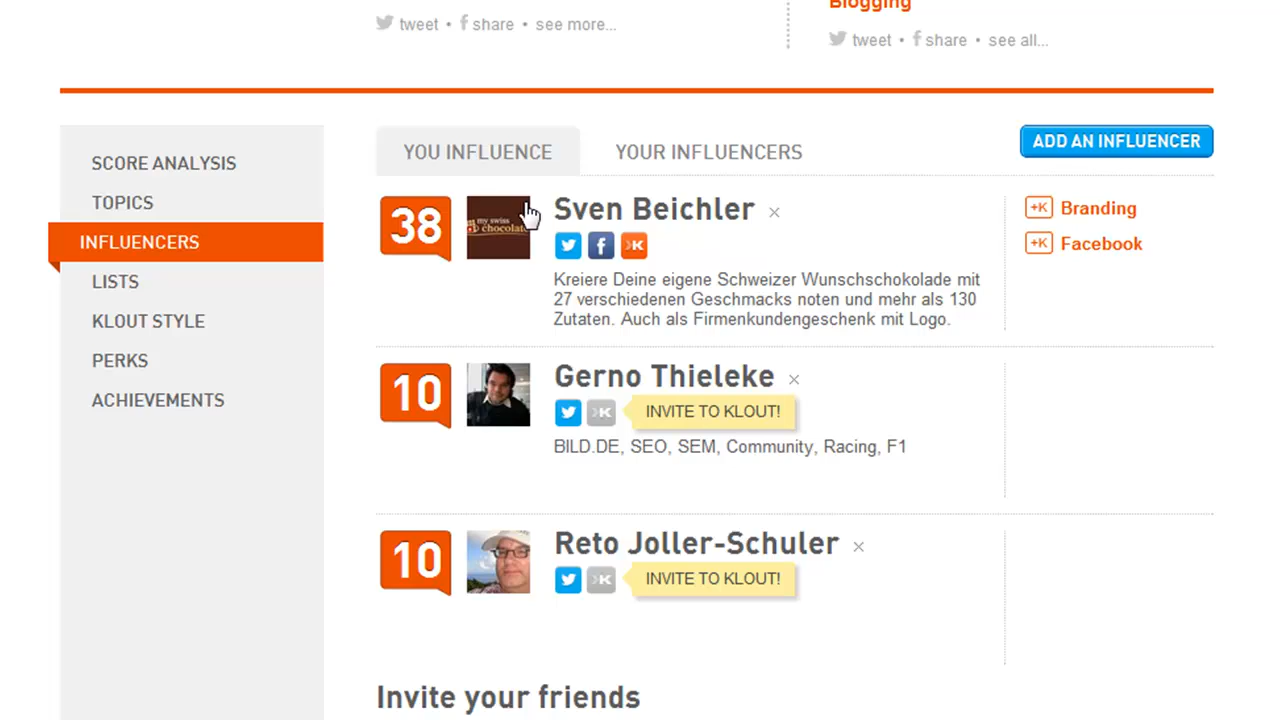 Blogging
tweet • share • see more...
tweet • share • see all...
SCORE ANALYSIS
TOPICS
INFLUENCERS
LISTS
KLOUT STYLE
PERKS
ACHIEVEMENTS
YOU INFLUENCE
YOUR INFLUENCERS
ADD AN INFLUENCER
38
my swiss
chocolate
Sven Beichler ×
Kreiere Deine eigene Schweizer Wunschschokolade mit
27 verschiedenen Geschmacks noten und mehr als 130
Zutaten. Auch als Firmenkundengeschenk mit Logo.
+K Branding
+K Facebook
10
Gerno Thieleke ×
INVITE TO KLOUT!
BILD.DE, SEO, SEM, Community, Racing, F1
10
Reto Joller-Schuler ×
INVITE TO KLOUT!
Invite your friends